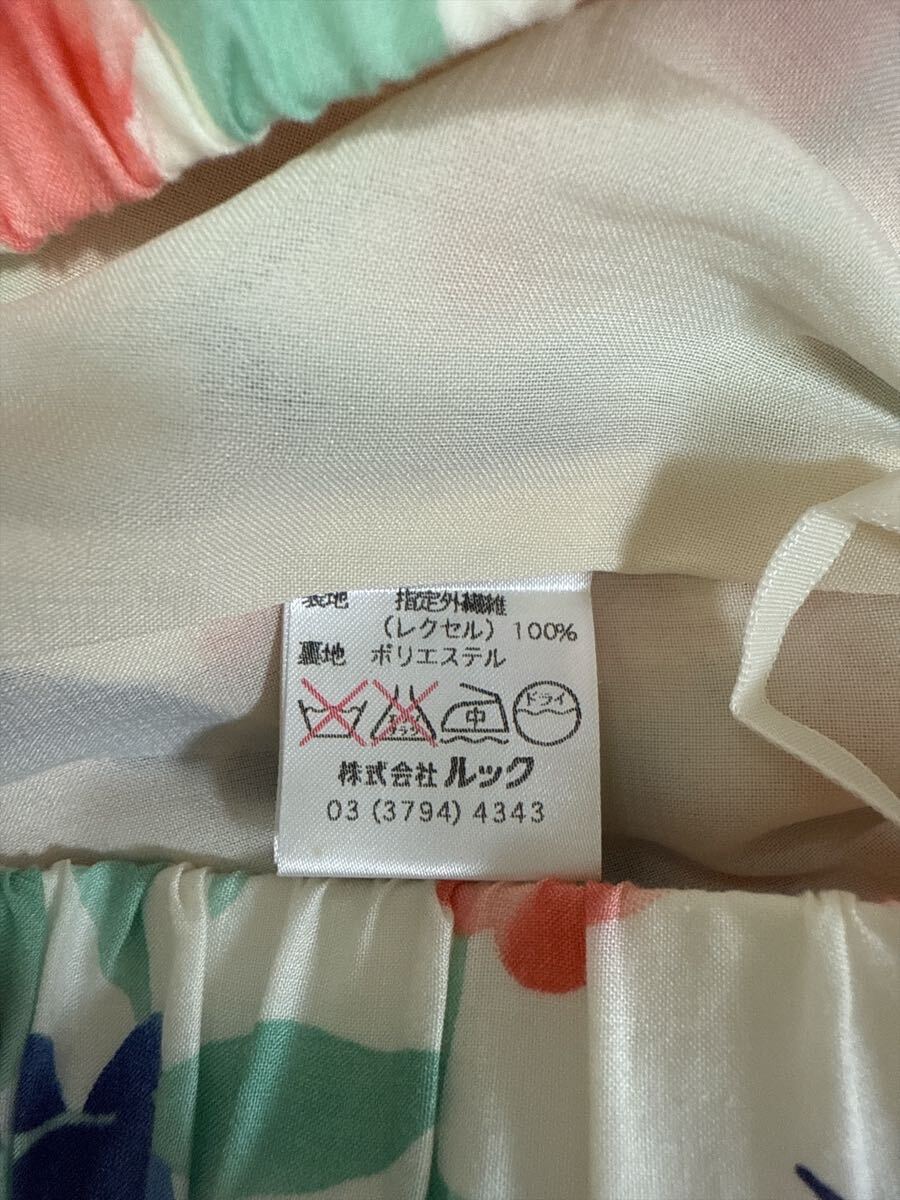 表地 指定外繊維
(レクセル) 100%
裏地 ポリエステル
中 ドライ
株式会社ルック
03 (3794) 4343